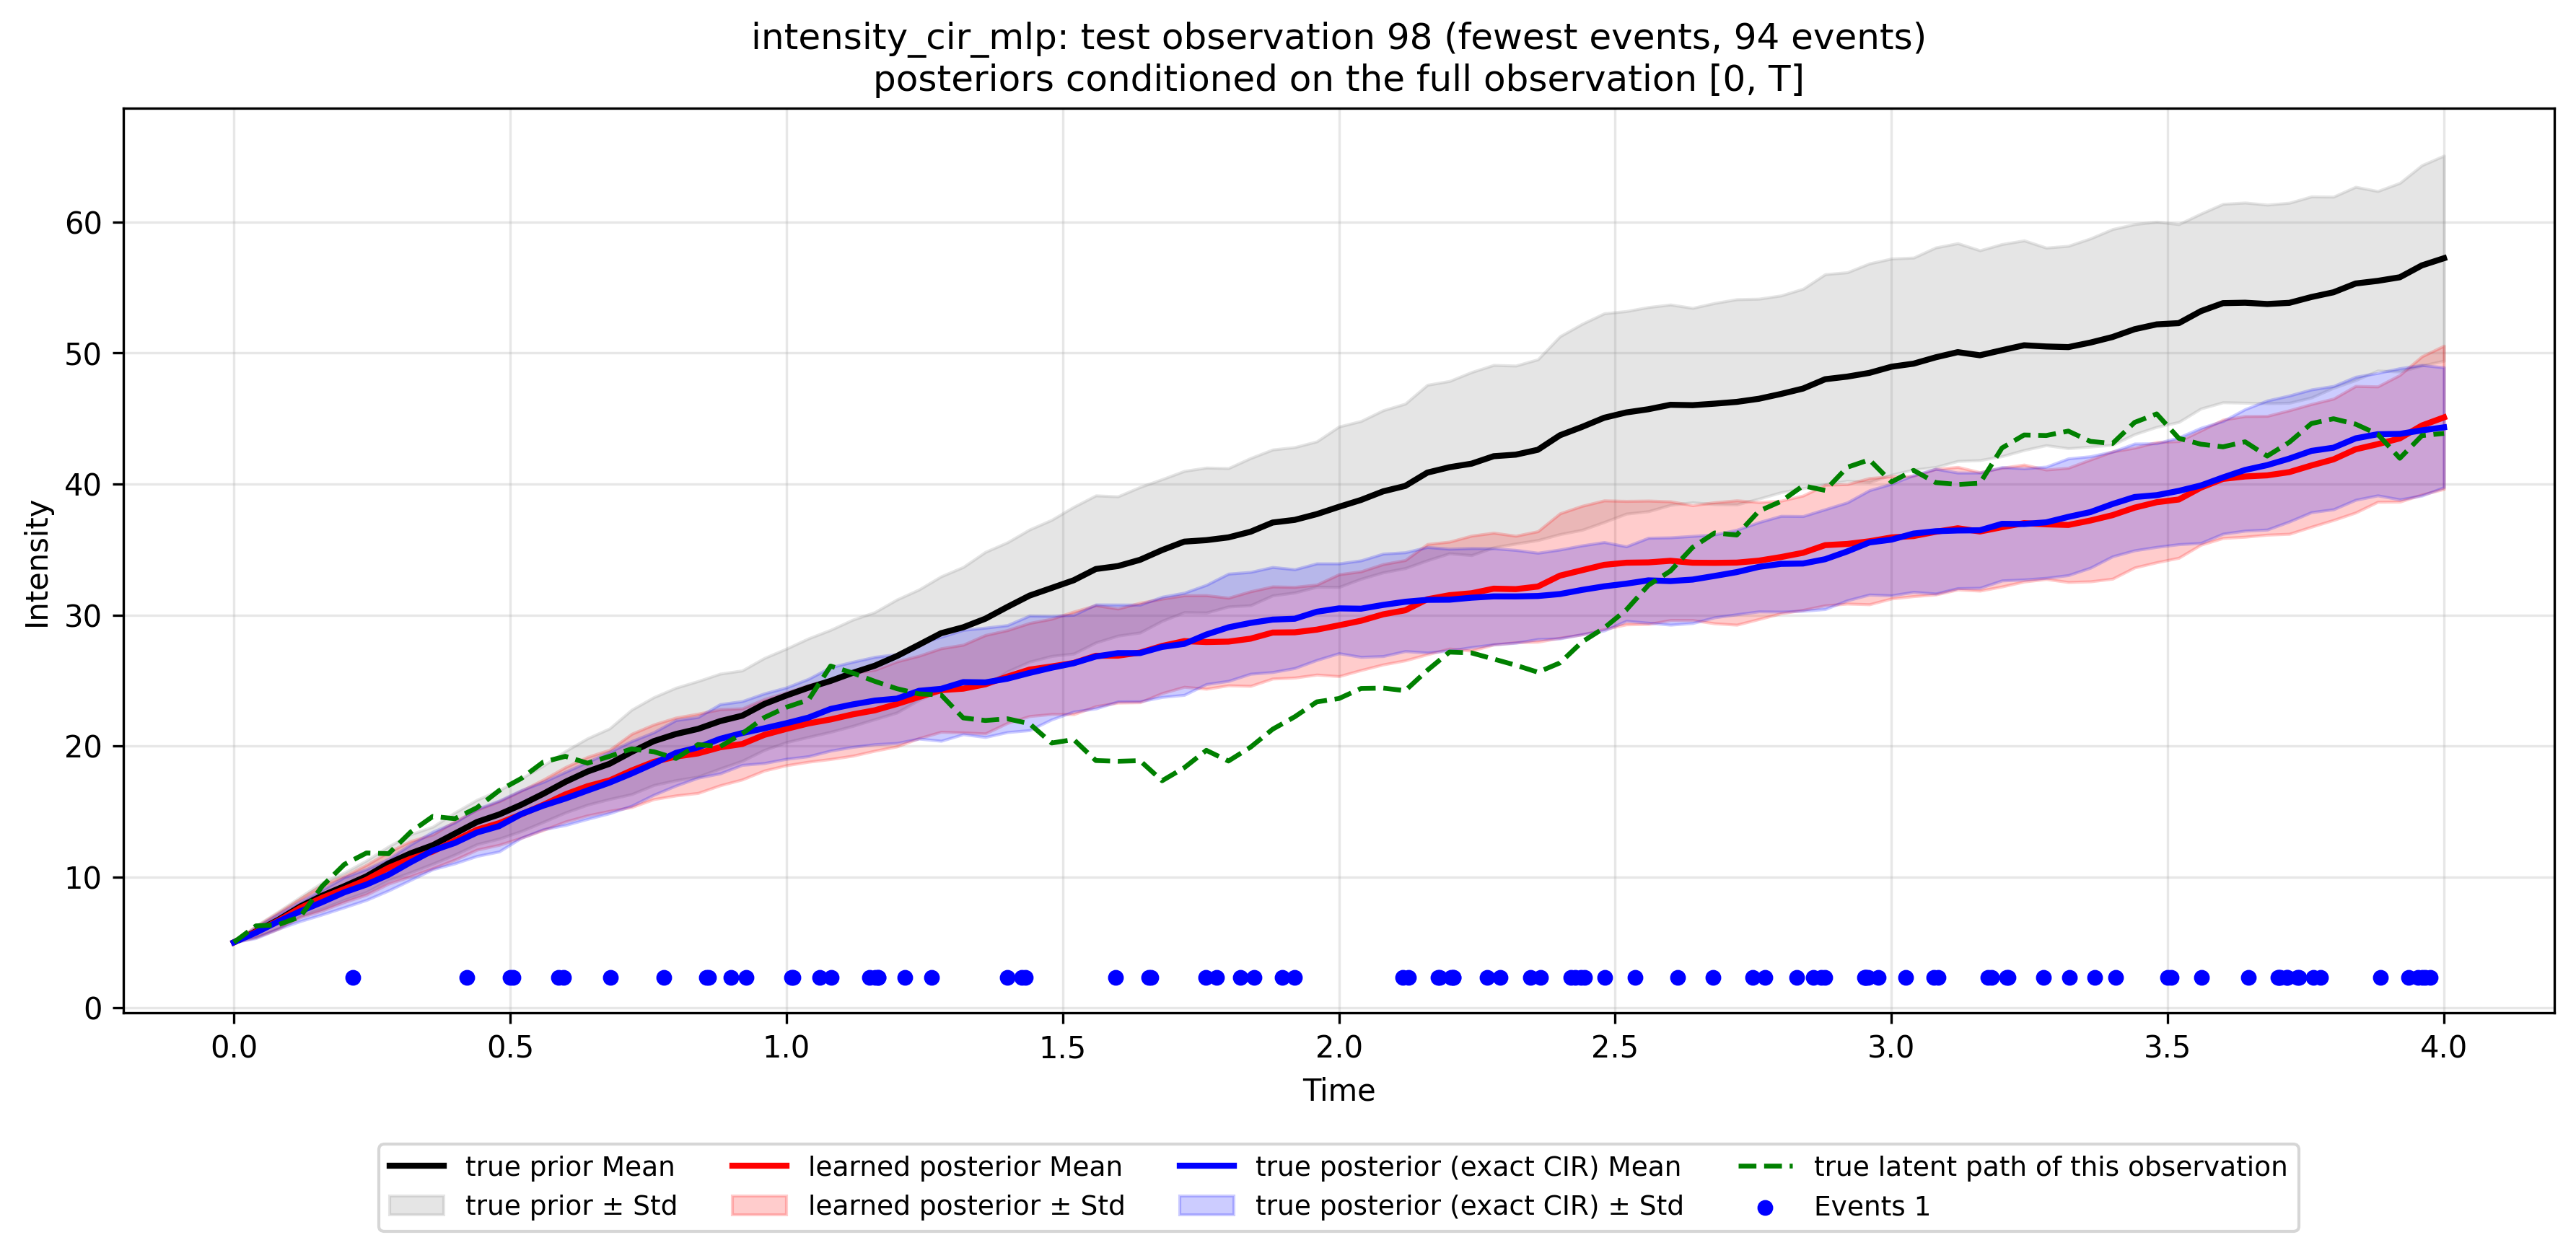 intensity_cir_mlp: test observation 98 (fewest events, 94 events)
posteriors conditioned on the full observation [0, T]
Intensity
60
50
40
30
20
10
0
0.0 0.5 1.0 1.5 2.0 2.5 3.0 3.5 4.0
Time
true prior Mean learned posterior Mean true posterior (exact CIR) Mean true latent path of this observation
true prior ± Std learned posterior ± Std true posterior (exact CIR) ± Std Events 1